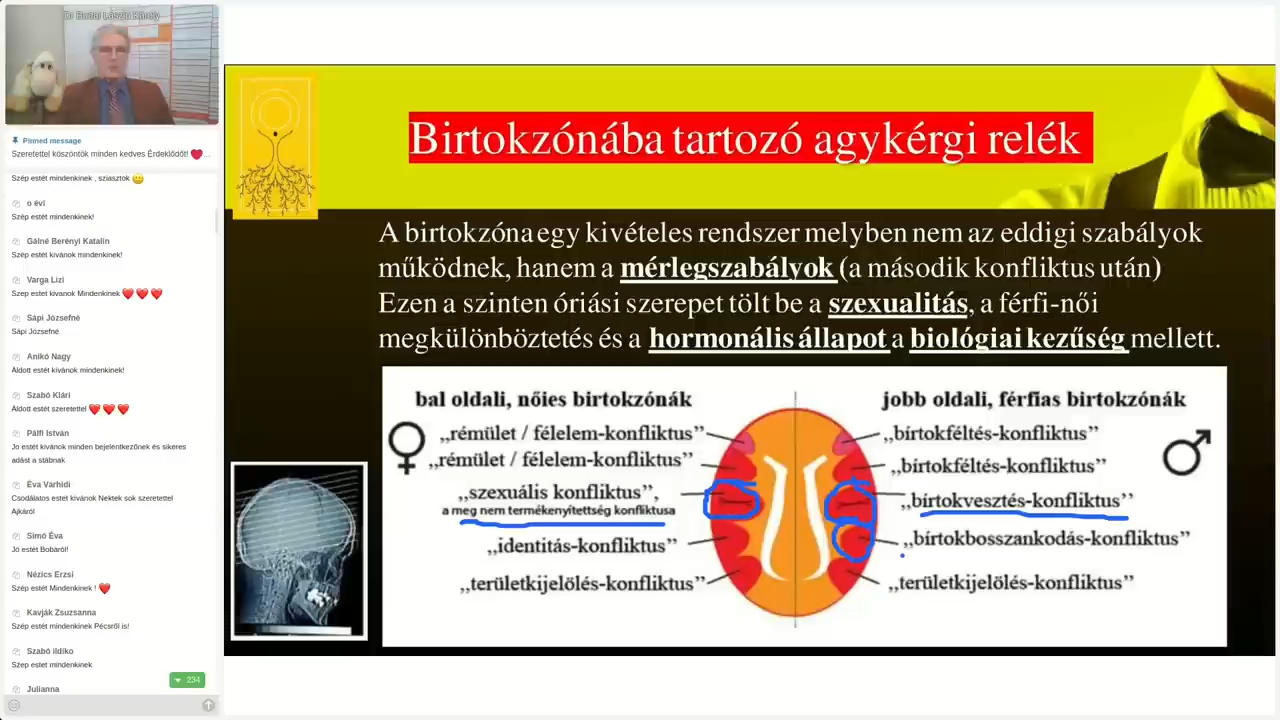 Dr Budai László Károly
Pinned message
Szeretettel köszöntök minden kedves Érdeklődőt! ❤️...
Szép estét mindenkinek , sziasztok 🙂
o évi
Szép estét mindenkinek!
Gálné Berényi Katalin
Szép estét kívánok mindenkinek!
Varga Lizi
Szep estet kivanok Mindenkinek ❤️ ❤️ ❤️
Sápi Józsefné
Sápi Józsefné
Anikó Nagy
Áldott estét kívánok mindenkinek!
Szabó Klári
Áldott estét szeretettel ❤️ ❤️ ❤️
Pálfi István
Jó estét kívánok minden bejelentkezőnek és sikeres
adást a stábnak
Éva Várhidi
Csodálatos estét kívánok Nektek sok szeretettel
Ajkáról
Simó Éva
Jó estét Bobáról!
Nézics Erzsi
Szép estét Mindenkinek ! ❤️
Kavják Zsuzsanna
Szép estét mindenkinek Pécsről is!
Szabó ildiko
Szép estet mindenkinek
234
Julianna
Birtokzónába tartozó agykérgi relék
A birtokzóna egy kivételes rendszer melyben nem az eddigi szabályok
működnek, hanem a mérlegszabályok (a második konfliktus után)
Ezen a szinten óriási szerepet tölt be a szexualitás, a férfi-női
megkülönböztetés és a hormonális állapot a biológiai kezűség mellett.
bal oldali, nőies birtokzónák
,,rémület / félelem-konfliktus’’
,,rémület / félelem-konfliktus’’
,,szexuális konfliktus’’,
a meg nem termékenyítettség konfliktusa
,,identitás-konfliktus’’
,,területkijelölés-konfliktus’’
jobb oldali, férfias birtokzónák
,,birtokféltés-konfliktus’’
,,birtokféltés-konfliktus’’
,,birtokvesztés-konfliktus’’
,,birtokbosszankodás-konfliktus’’
,,területkijelölés-konfliktus’’